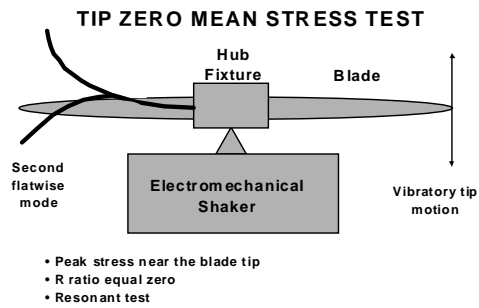 TIP ZERO MEAN STRESS TEST
Hub
Fixture
Blade
Second
flatwise
mode
Electromechanical
Shaker
Vibratory tip
motion
• Peak stress near the blade tip
• R ratio equal zero
• Resonant test